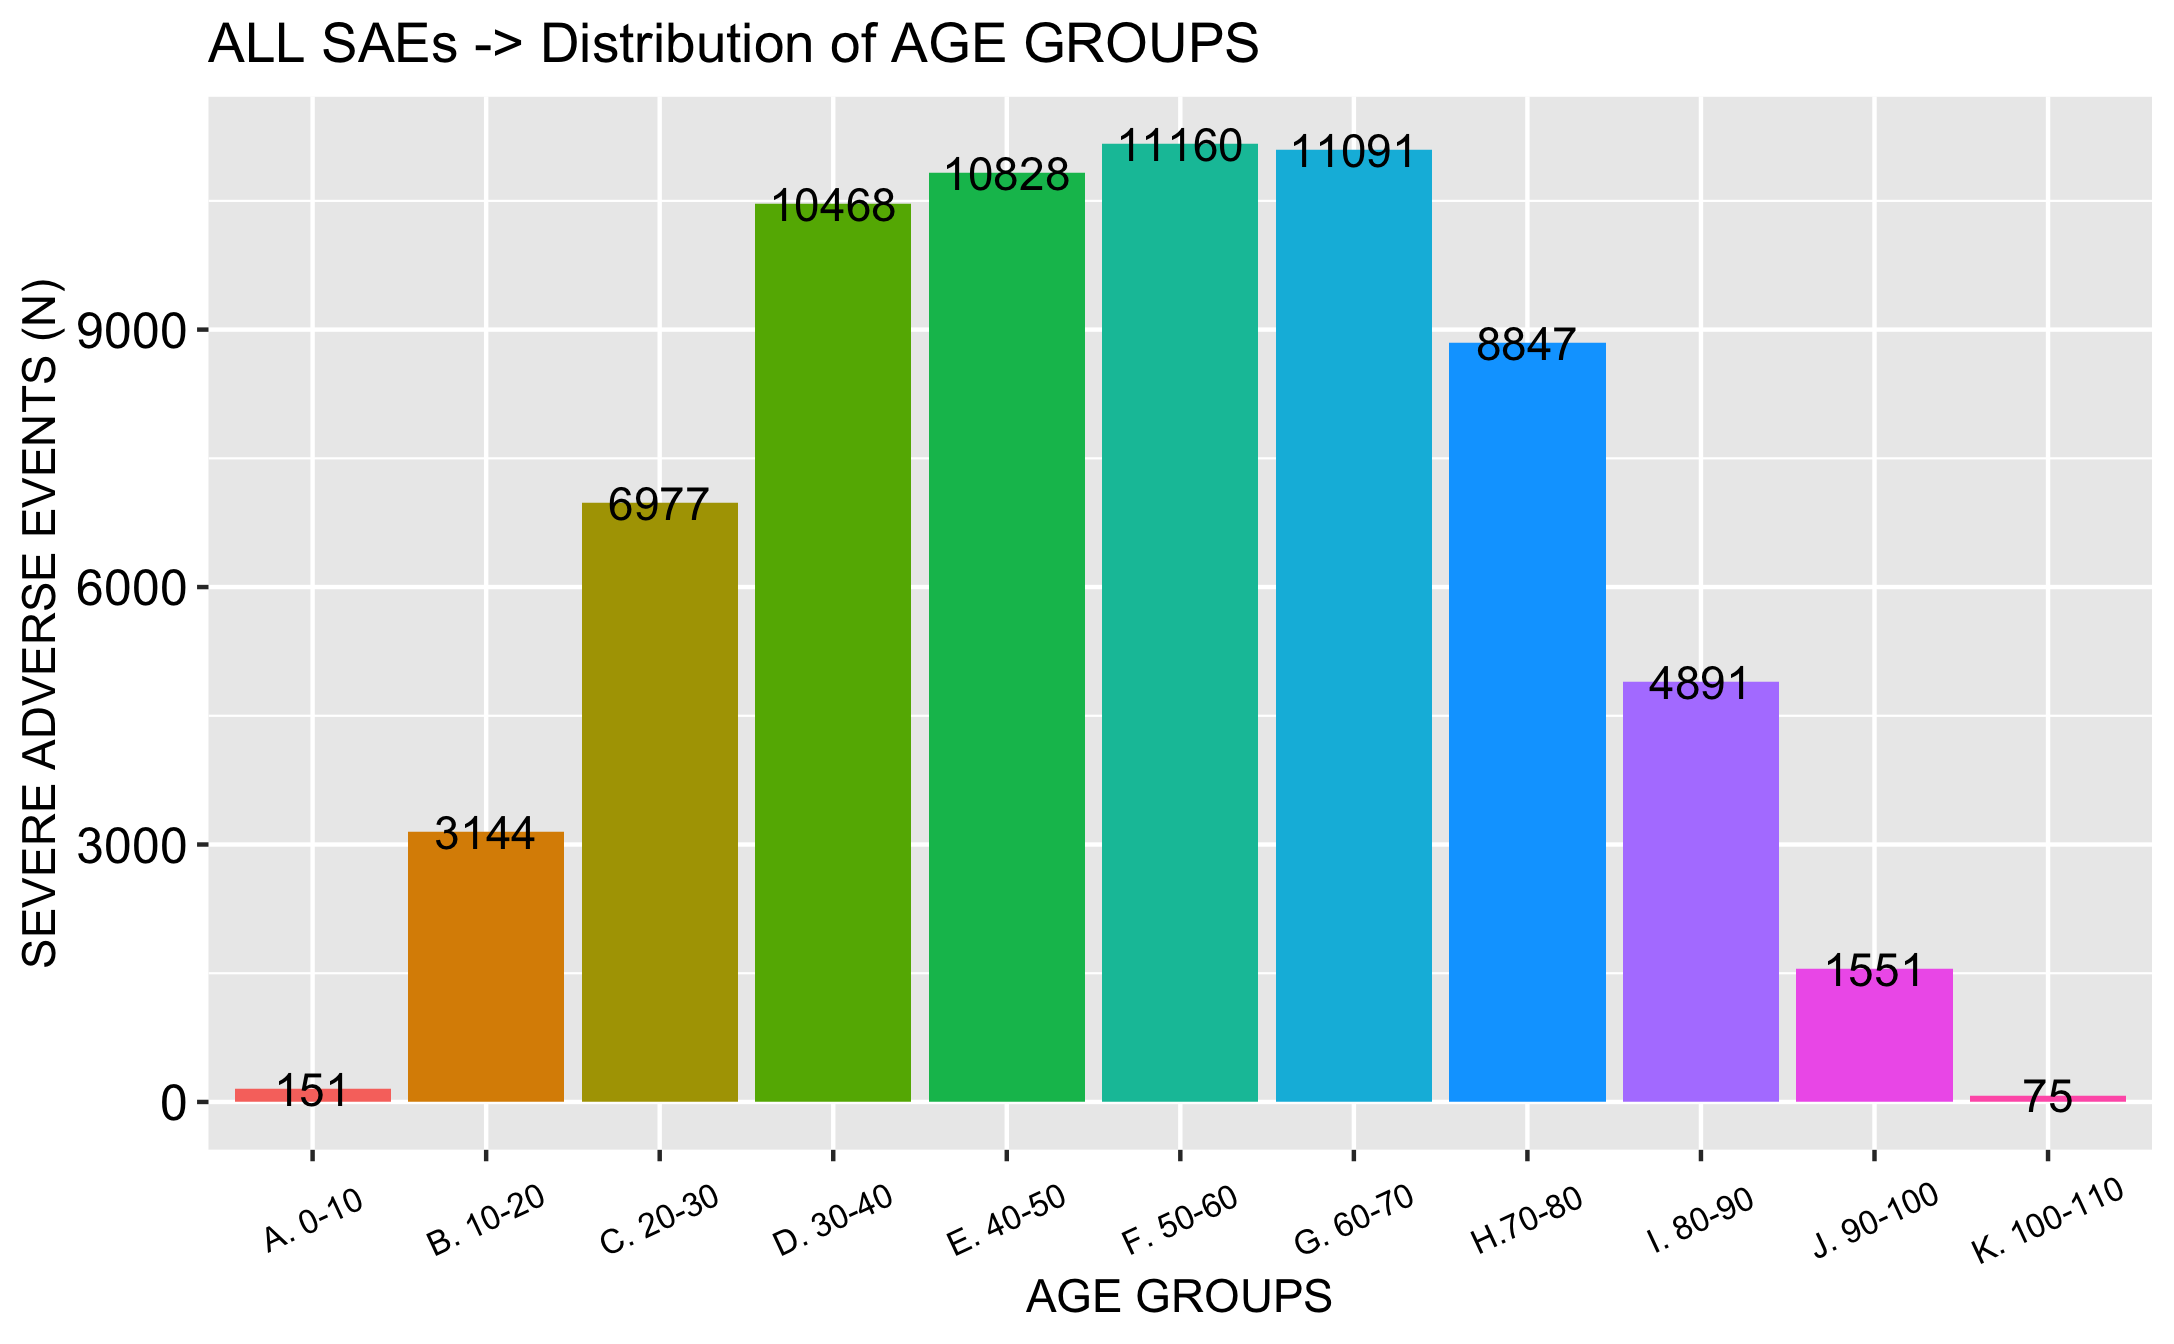 ALL SAEs -> Distribution of AGE GROUPS
SEVERE ADVERSE EVENTS (N)
9000
6000
3000
0
151
3144
6977
10468
10828
11160
11091
8847
4891
1551
75
A. 0-10
B. 10-20
C. 20-30
D. 30-40
E. 40-50
F. 50-60
G. 60-70
H.70-80
I. 80-90
J. 90-100
K. 100-110
AGE GROUPS